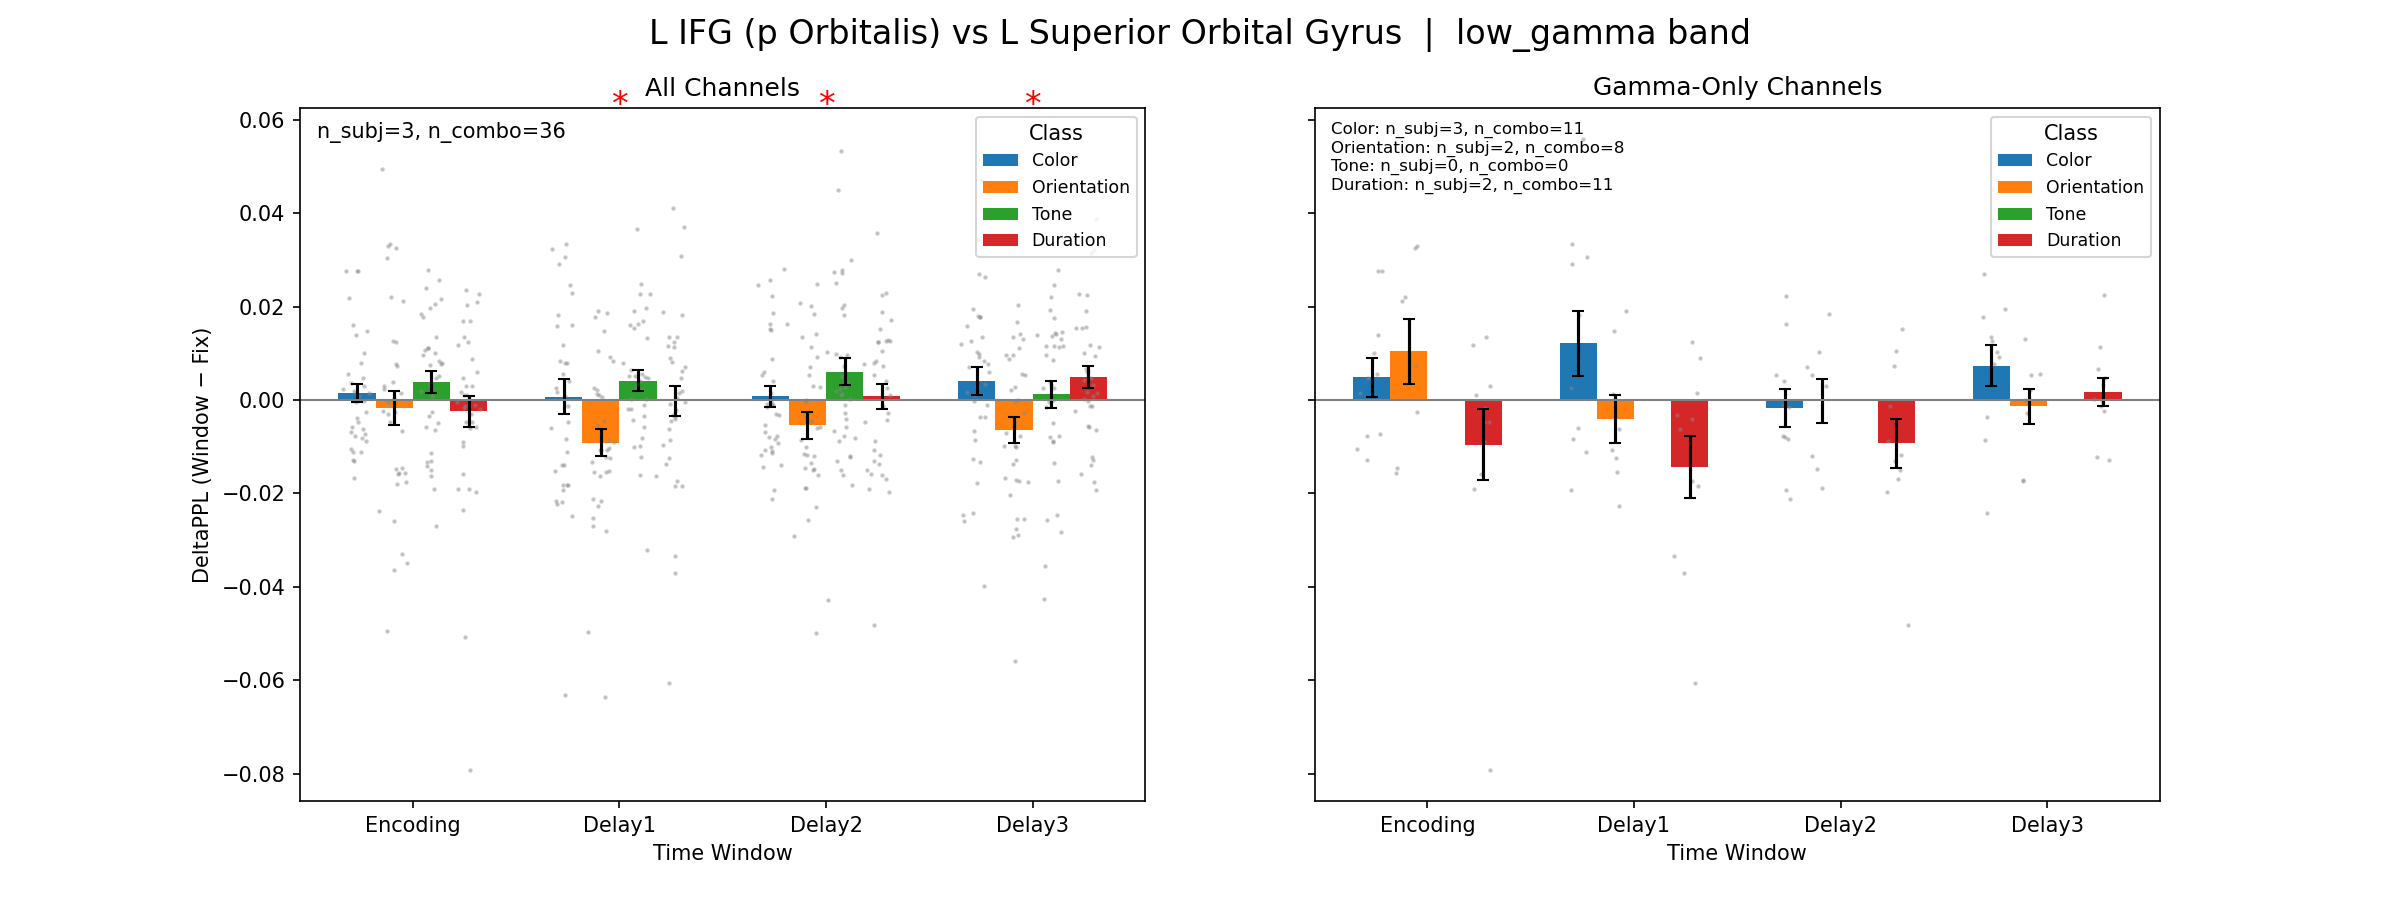 L IFG (p Orbitalis) vs L Superior Orbital Gyrus | low_gamma band
All Channels
* * *
n_subj=3, n_combo=36
Class
Color
Orientation
Tone
Duration
0.06
0.04
0.02
0.00
−0.02
−0.04
−0.06
−0.08
DeltaPPL (Window − Fix)
Encoding Delay1 Delay2 Delay3
Time Window
Gamma-Only Channels
Color: n_subj=3, n_combo=11
Orientation: n_subj=2, n_combo=8
Tone: n_subj=0, n_combo=0
Duration: n_subj=2, n_combo=11
Class
Color
Orientation
Tone
Duration
Encoding Delay1 Delay2 Delay3
Time Window